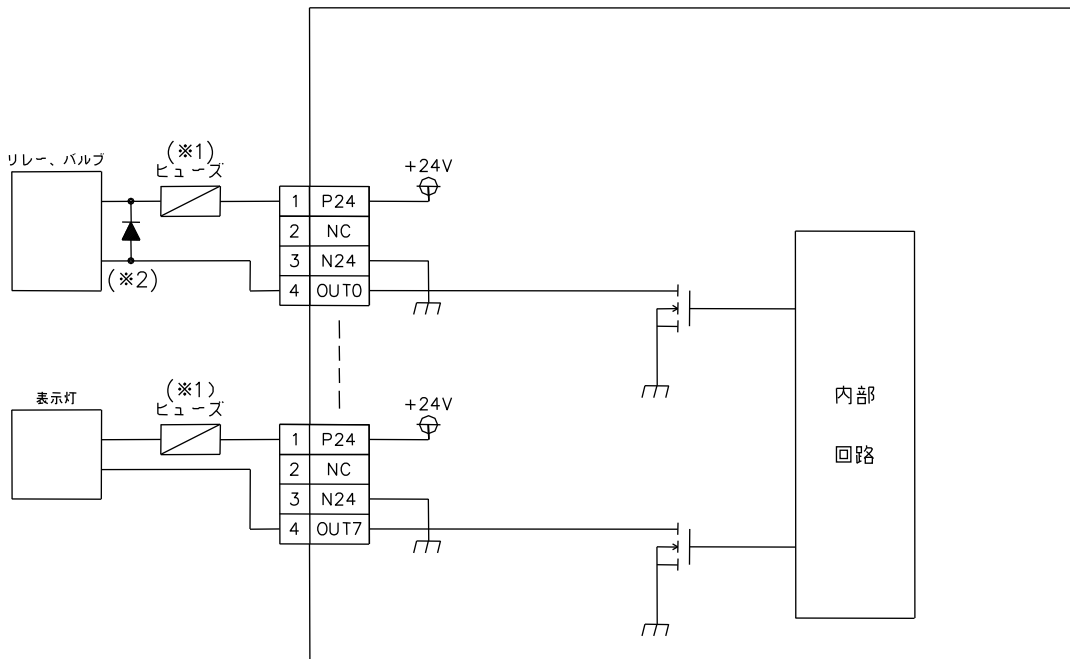 (※1)
リレー、バルブ
ヒューズ
+24V
1 P24
2 NC
3 N24
4 OUT0
(※2)
(※1)
表示灯
ヒューズ
+24V
1 P24
2 NC
3 N24
4 OUT7
内部
回路